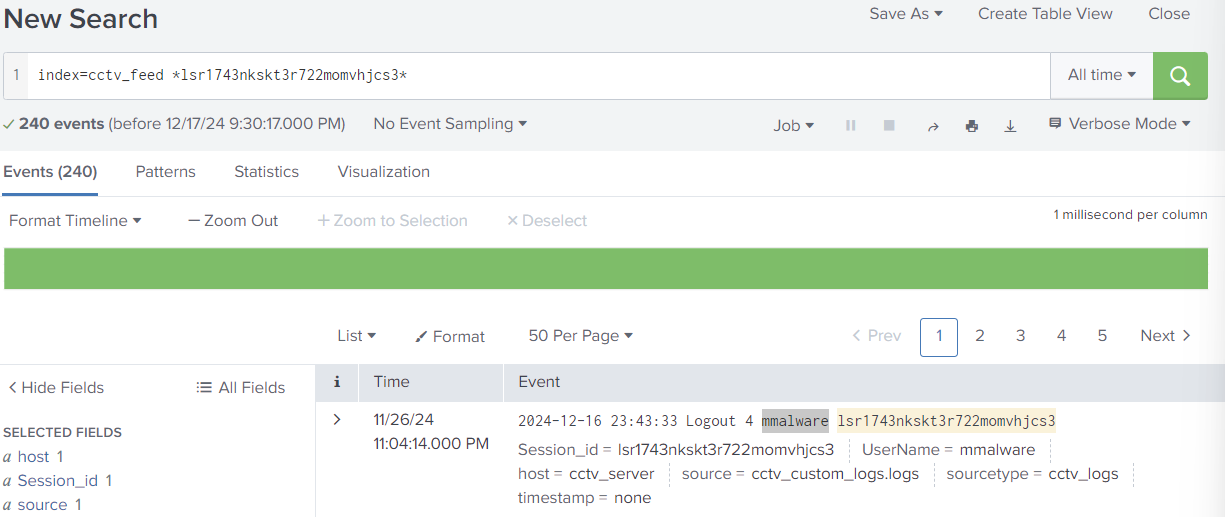 New Search
Save As Create Table View Close
1 index=cctv_feed *lsr1743nkskt3r722momvhjcs3*
All time
240 events (before 12/17/24 9:30:17.000 PM) No Event Sampling
Job Verbose Mode
Events (240) Patterns Statistics Visualization
Format Timeline Zoom Out Zoom to Selection Deselect
1 millisecond per column
List Format 50 Per Page
Prev 1 2 3 4 5 Next
Hide Fields All Fields
i Time Event
SELECTED FIELDS
a host 1
a Session_id 1
a source 1
11/26/24
11:04:14.000 PM
2024-12-16 23:43:33 Logout 4 mmalware lsr1743nkskt3r722momvhjcs3
Session_id = lsr1743nkskt3r722momvhjcs3 UserName = mmalware
host = cctv_server source = cctv_custom_logs.logs sourcetype = cctv_logs
timestamp = none